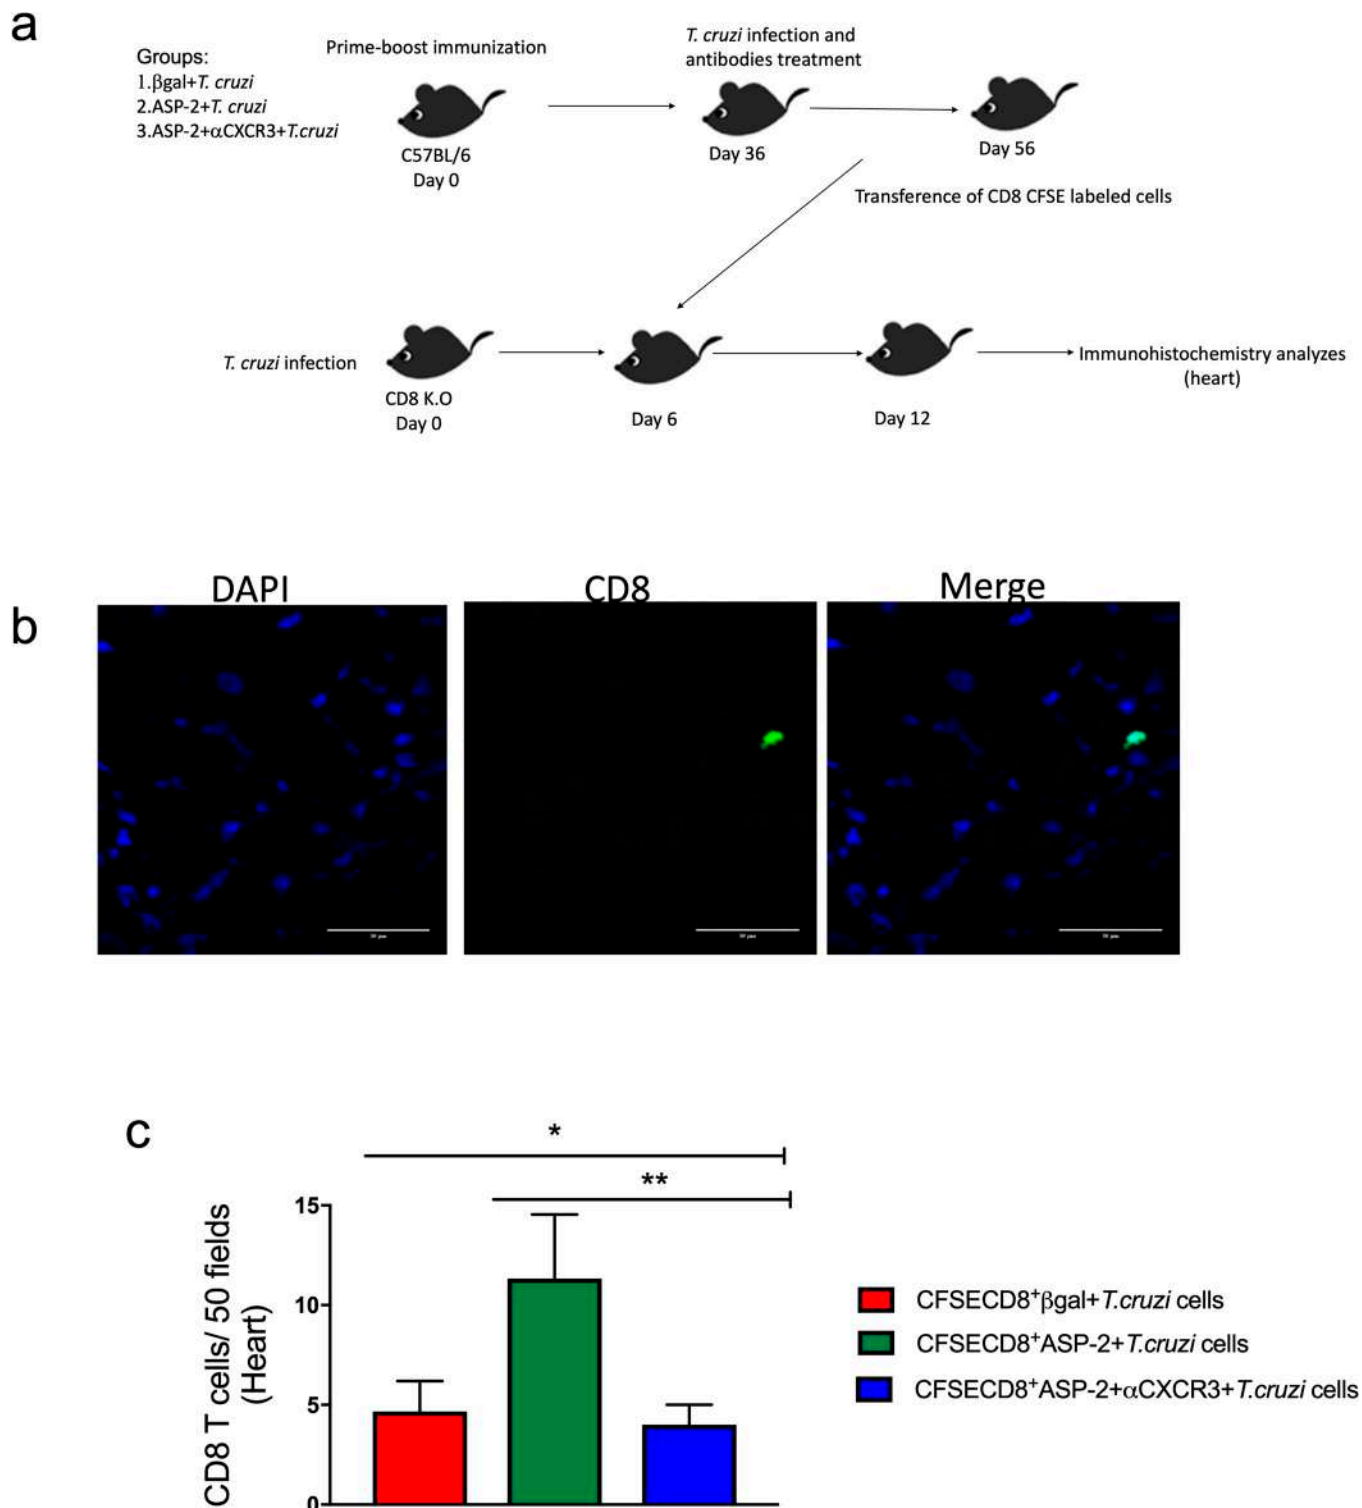 a
Groups:
1.βgal+T. cruzi
2.ASP-2+T. cruzi
3.ASP-2+αCXCR3+T.cruzi
Prime-boost immunization
T. cruzi infection and
antibodies treatment
C57BL/6
Day 0
Day 36
Day 56
Transference of CD8 CFSE labeled cells
T. cruzi infection
CD8 K.O
Day 0
Day 6
Day 12
Immunohistochemistry analyzes
(heart)
b
DAPI
CD8
Merge
c
*
**
CD8 T cells/ 50 fields
(Heart)
15
10
5
0
CFSECD8⁺βgal+T.cruzi cells
CFSECD8⁺ASP-2+T.cruzi cells
CFSECD8⁺ASP-2+αCXCR3+T.cruzi cells